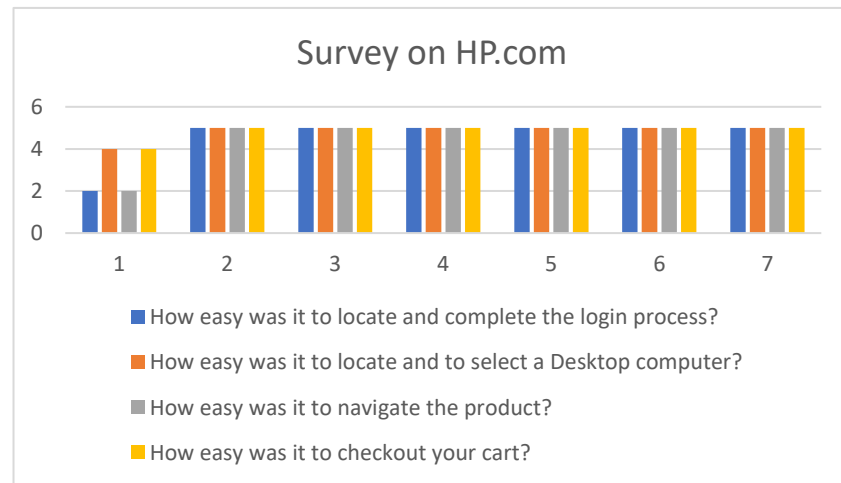 Survey on HP.com
6
4
2
0
1 2 3 4 5 6 7
How easy was it to locate and complete the login process?
How easy was it to locate and to select a Desktop computer?
How easy was it to navigate the product?
How easy was it to checkout your cart?